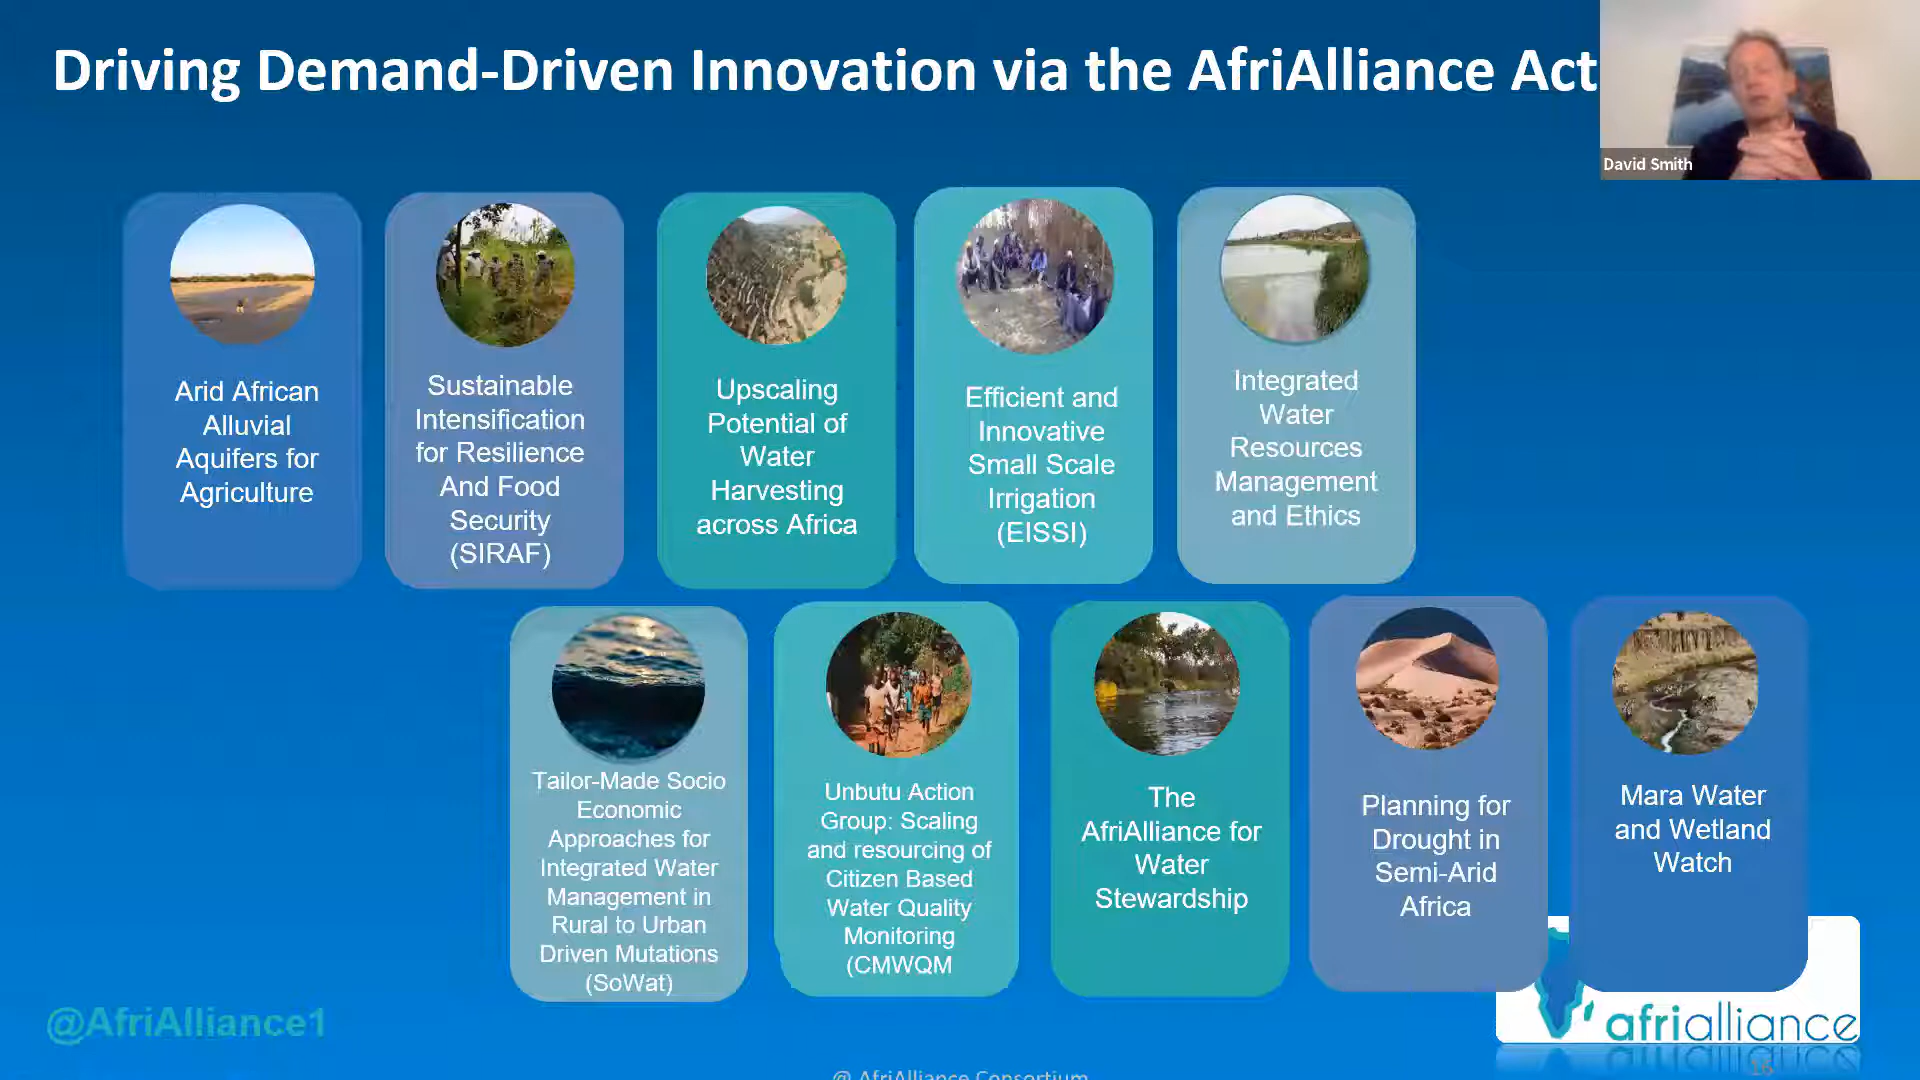 Driving Demand-Driven Innovation via the AfriAlliance Act
David Smith
Arid African
Alluvial
Aquifers for
Agriculture
Sustainable
Intensification
for Resilience
And Food
Security
(SIRAF)
Upscaling
Potential of
Water
Harvesting
across Africa
Efficient and
Innovative
Small Scale
Irrigation
(EISSI)
Integrated
Water
Resources
Management
and Ethics
Tailor-Made Socio
Economic
Approaches for
Integrated Water
Management in
Rural to Urban
Driven Mutations
(SoWat)
Unbutu Action
Group: Scaling
and resourcing of
Citizen Based
Water Quality
Monitoring
(CMWQM
The
AfriAlliance for
Water
Stewardship
Planning for
Drought in
Semi-Arid
Africa
Mara Water
and Wetland
Watch
@AfriAlliance1
afrialliance
@ AfriAlliance Consortium
16